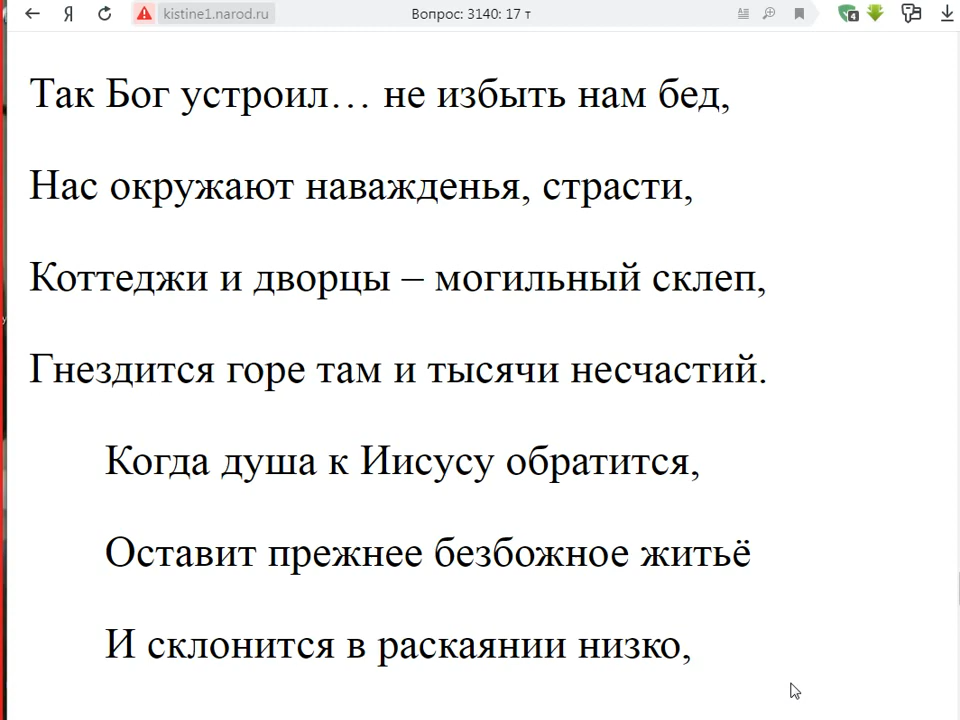 Я kistine1.narod.ru Вопрос: 3140: 17 т 4
Так Бог устроил… не избыть нам бед,
Нас окружают наважденья, страсти,
Коттеджи и дворцы – могильный склеп,
Гнездится горе там и тысячи несчастий.
Когда душа к Иисусу обратится,
Оставит прежнее безбожное житьё
И склонится в раскаянии низко,